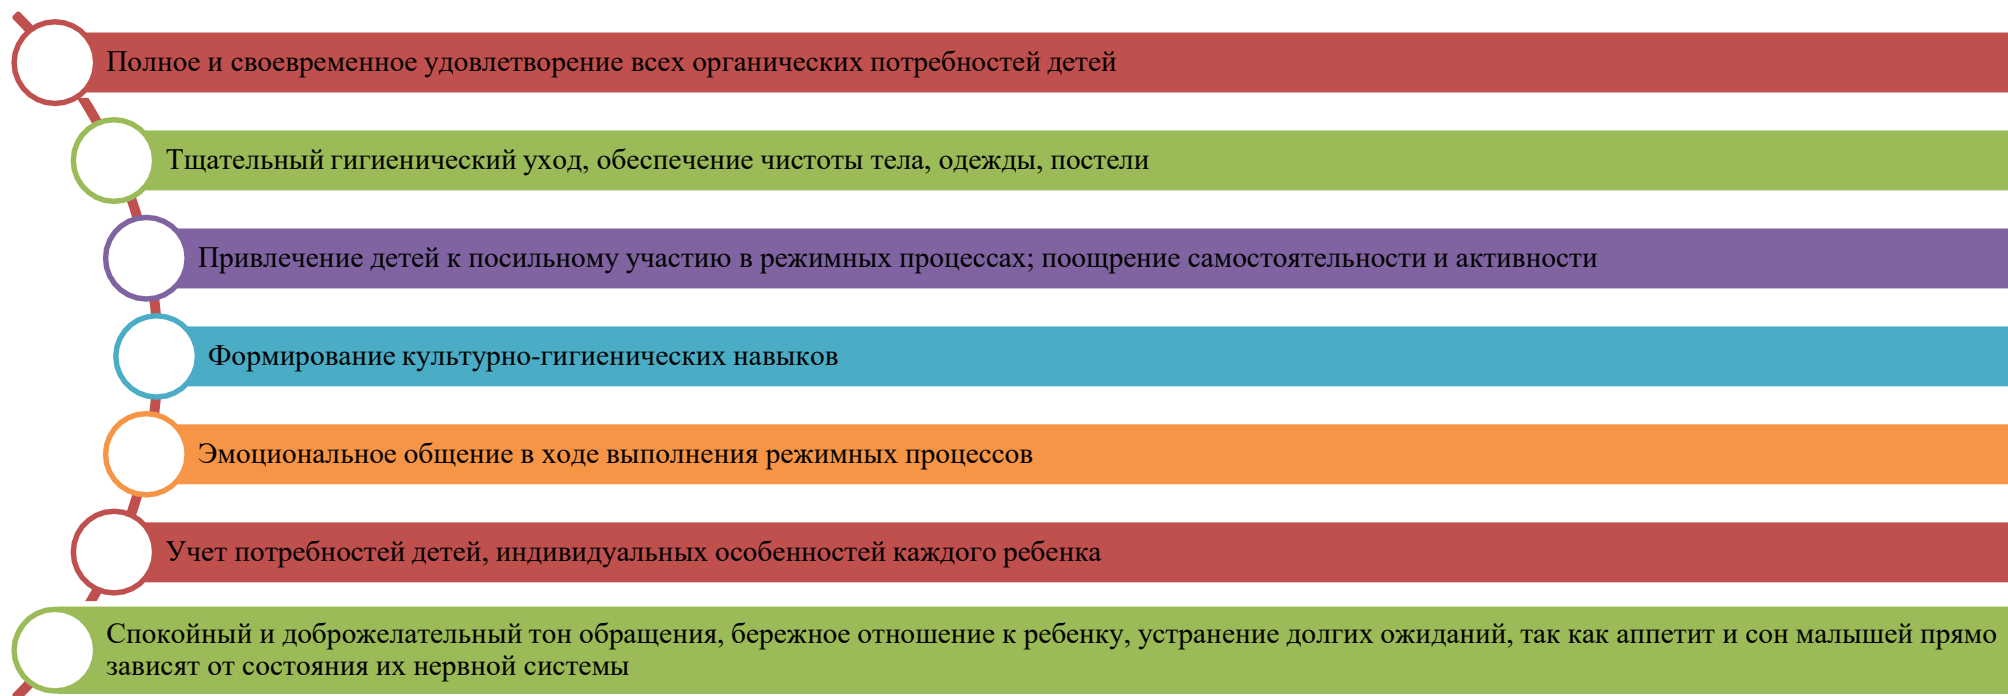 Полное и своевременное удовлетворение всех органических потребностей детей
Тщательный гигиенический уход, обеспечение чистоты тела, одежды, постели
Привлечение детей к посильному участию в режимных процессах; поощрение самостоятельности и активности
Формирование культурно-гигиенических навыков
Эмоциональное общение в ходе выполнения режимных процессов
Учет потребностей детей, индивидуальных особенностей каждого ребенка
Спокойный и доброжелательный тон обращения, бережное отношение к ребенку, устранение долгих ожиданий, так как аппетит и сон малышей прямо
зависят от состояния их нервной системы